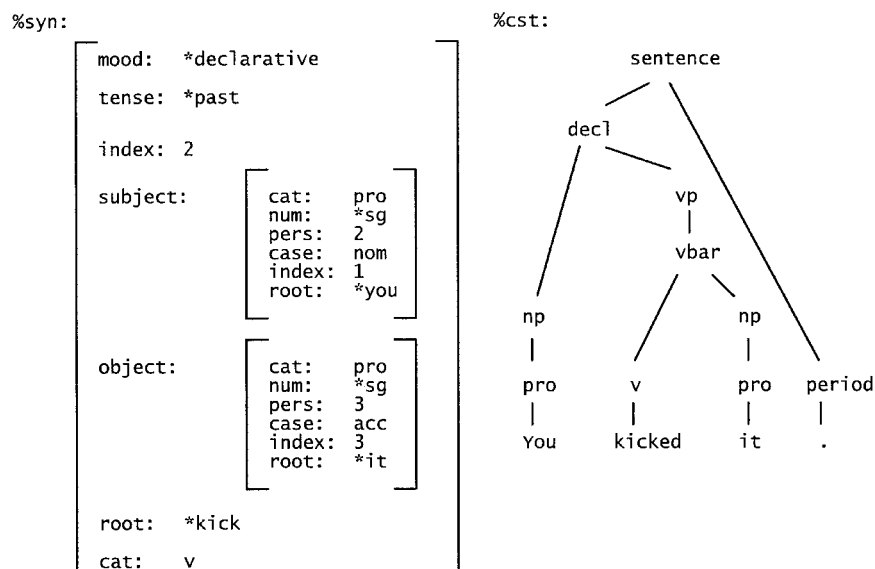 %syn:
mood: *declarative
tense: *past
index: 2
subject:
cat: pro
num: *sg
pers: 2
case: nom
index: 1
root: *you
object:
cat: pro
num: *sg
pers: 3
case: acc
index: 3
root: *it
root: *kick
cat: v
%cst:
sentence
decl
vp
vbar
np np
pro v pro period
You kicked it .